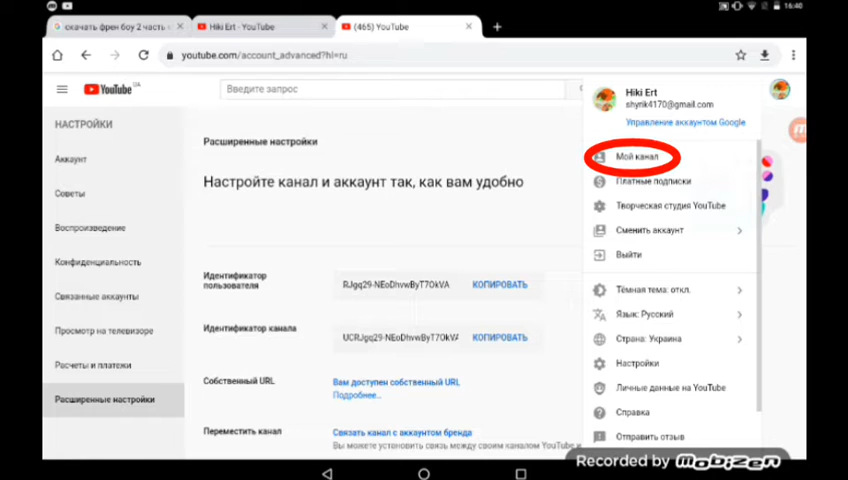 16:40
скачать френ боу 2 часть
Hiki Ert - YouTube
(465) YouTube
youtube.com/account_advanced?hl=ru
YouTube UA
Введите запрос
Hiki Ert
shyrik4170@gmail.com
Управление аккаунтом Google
НАСТРОЙКИ
Аккаунт
Советы
Воспроизведение
Конфиденциальность
Связанные аккаунты
Просмотр на телевизоре
Расчеты и платежи
Расширенные настройки
Расширенные настройки
Настройте канал и аккаунт так, как вам удобно
Идентификатор
пользователя
RJgq29-NEoDhvwByT7OkVA КОПИРОВАТЬ
Идентификатор канала
UCRJgq29-NEoDhvwByT7OkVA КОПИРОВАТЬ
Собственный URL
Вам доступен собственный URL
Подробнее...
Переместить канал
Связать канал с аккаунтом бренда
Вы можете установить связь между своим каналом YouTube и
Мой канал
Платные подписки
Творческая студия YouTube
Сменить аккаунт
Выйти
Тёмная тема: откл.
Язык: Русский
Страна: Украина
Настройки
Личные данные на YouTube
Справка
Отправить отзыв
Recorded by mobizen